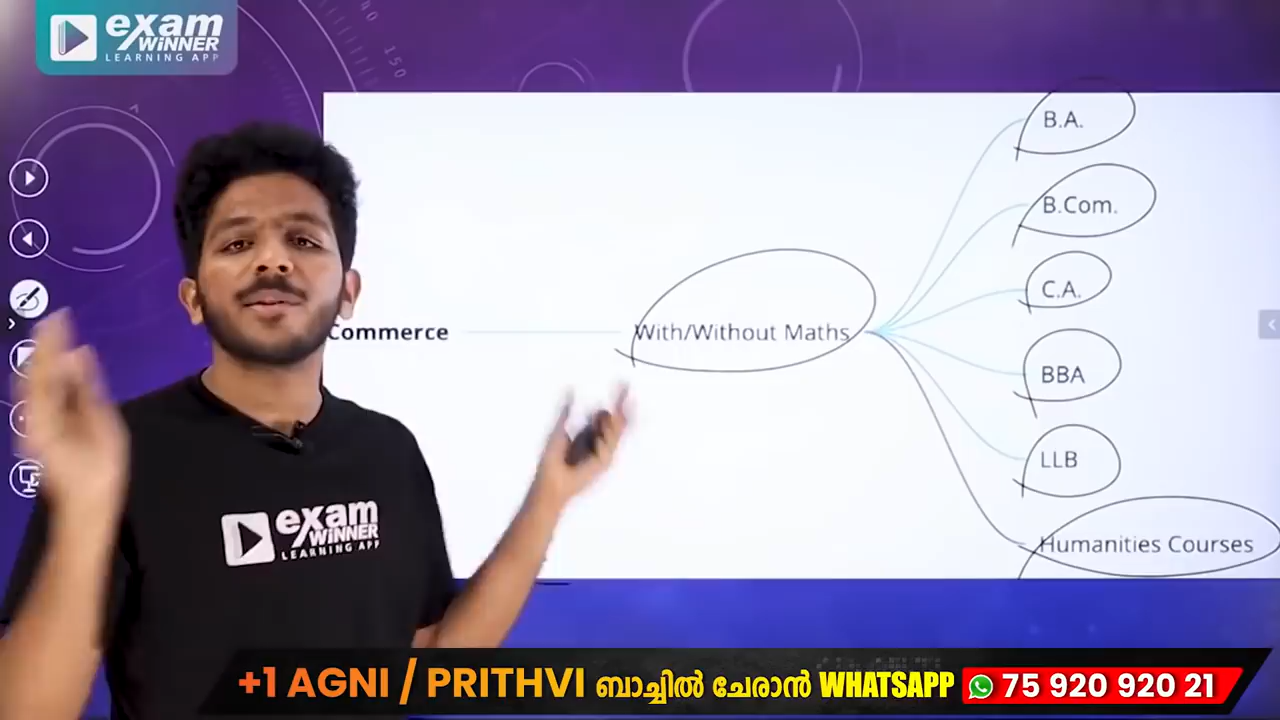 exam
WINNER
LEARNING APP
150
B.A.
B.Com.
C.A.
Commerce
With/Without Maths
BBA
LLB
Humanities Courses
exam
WINNER
LEARNING APP
+1 AGNI / PRITHVI ബാച്ചിൽ ചേരാൻ WHATSAPP 75 920 920 21